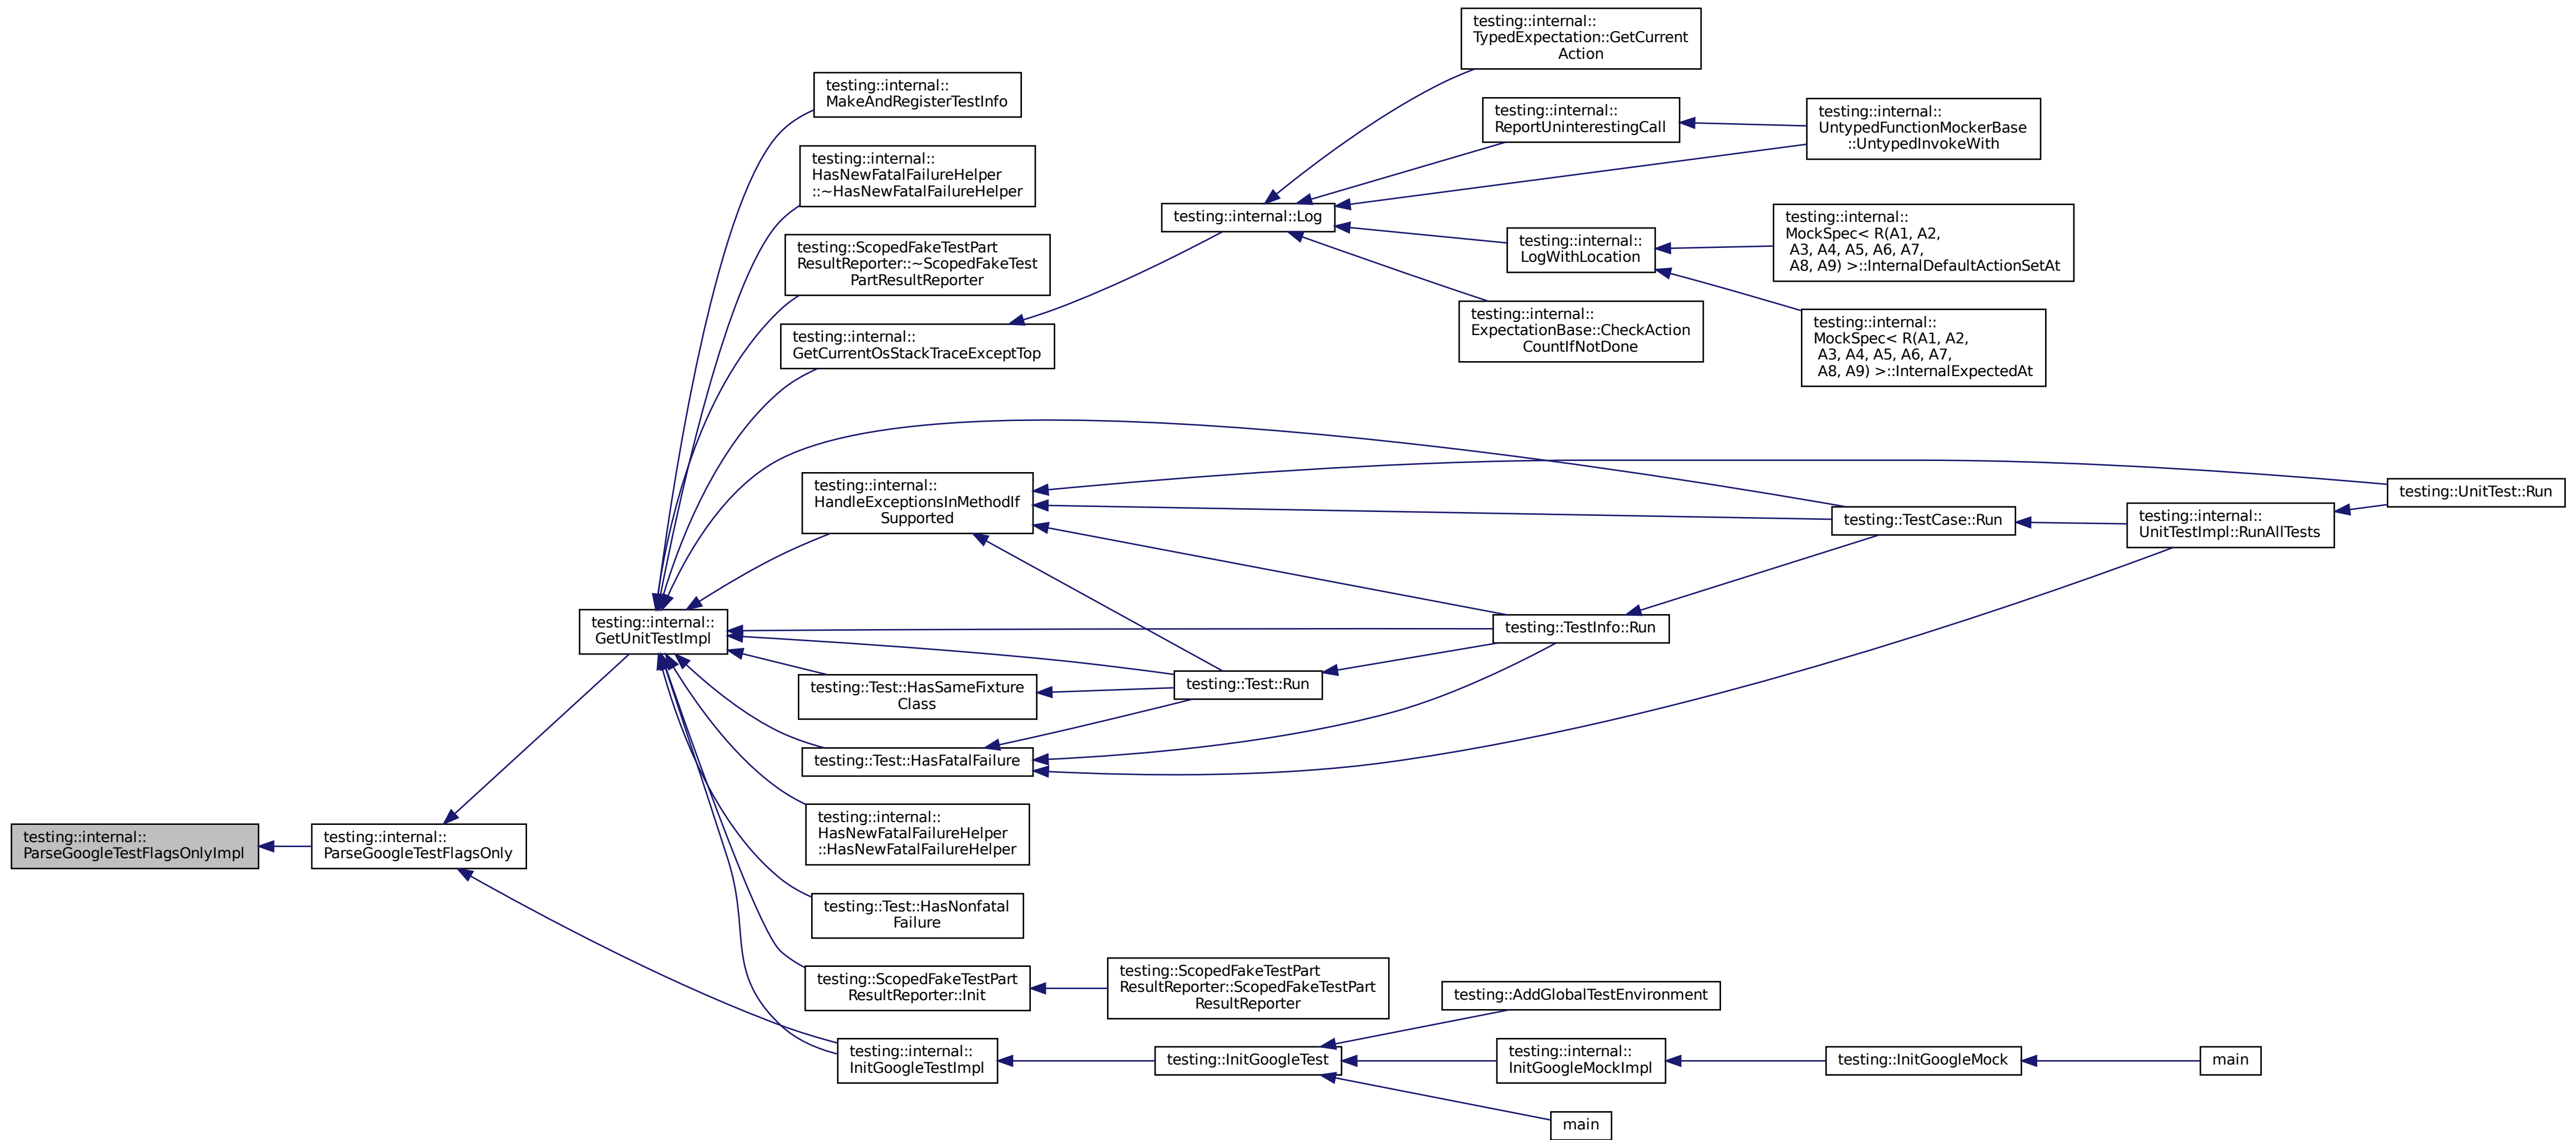 testing::internal::
TypedExpectation::GetCurrent
Action
testing::internal::
MakeAndRegisterTestInfo
testing::internal::
ReportUninterestingCall
testing::internal::
UntypedFunctionMockerBase
::UntypedInvokeWith
testing::internal::
HasNewFatalFailureHelper
::~HasNewFatalFailureHelper
testing::internal::Log
testing::internal::
MockSpec< R(A1, A2,
A3, A4, A5, A6, A7,
A8, A9) >::InternalDefaultActionSetAt
testing::ScopedFakeTestPart
ResultReporter::~ScopedFakeTest
PartResultReporter
testing::internal::
LogWithLocation
testing::internal::
GetCurrentOsStackTraceExceptTop
testing::internal::
ExpectationBase::CheckAction
CountIfNotDone
testing::internal::
MockSpec< R(A1, A2,
A3, A4, A5, A6, A7,
A8, A9) >::InternalExpectedAt
testing::internal::
HandleExceptionsInMethodIf
Supported
testing::UnitTest::Run
testing::TestCase::Run
testing::internal::
UnitTestImpl::RunAllTests
testing::internal::
GetUnitTestImpl
testing::TestInfo::Run
testing::Test::HasSameFixture
Class
testing::Test::Run
testing::Test::HasFatalFailure
testing::internal::
ParseGoogleTestFlagsOnlyImpl
testing::internal::
ParseGoogleTestFlagsOnly
testing::internal::
HasNewFatalFailureHelper
::HasNewFatalFailureHelper
testing::Test::HasNonfatal
Failure
testing::ScopedFakeTestPart
ResultReporter::Init
testing::ScopedFakeTestPart
ResultReporter::ScopedFakeTestPart
ResultReporter
testing::AddGlobalTestEnvironment
testing::internal::
InitGoogleTestImpl
testing::InitGoogleTest
testing::internal::
InitGoogleMockImpl
testing::InitGoogleMock
main
main